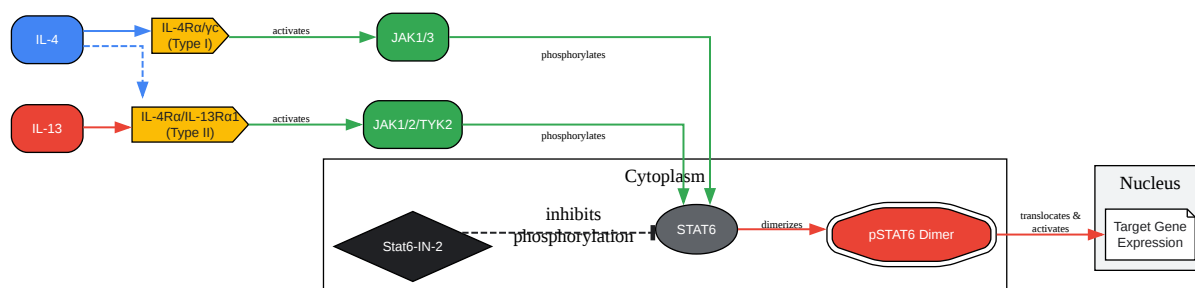 IL-4
IL-4Rα/γc
(Type I)
activates
JAK1/3
phosphorylates
IL-13
IL-4Rα/IL-13Rα1
(Type II)
activates
JAK1/2/TYK2
phosphorylates
Cytoplasm
Stat6-IN-2
inhibits
phosphorylation
STAT6
dimerizes
pSTAT6 Dimer
translocates &
activates
Nucleus
Target Gene
Expression